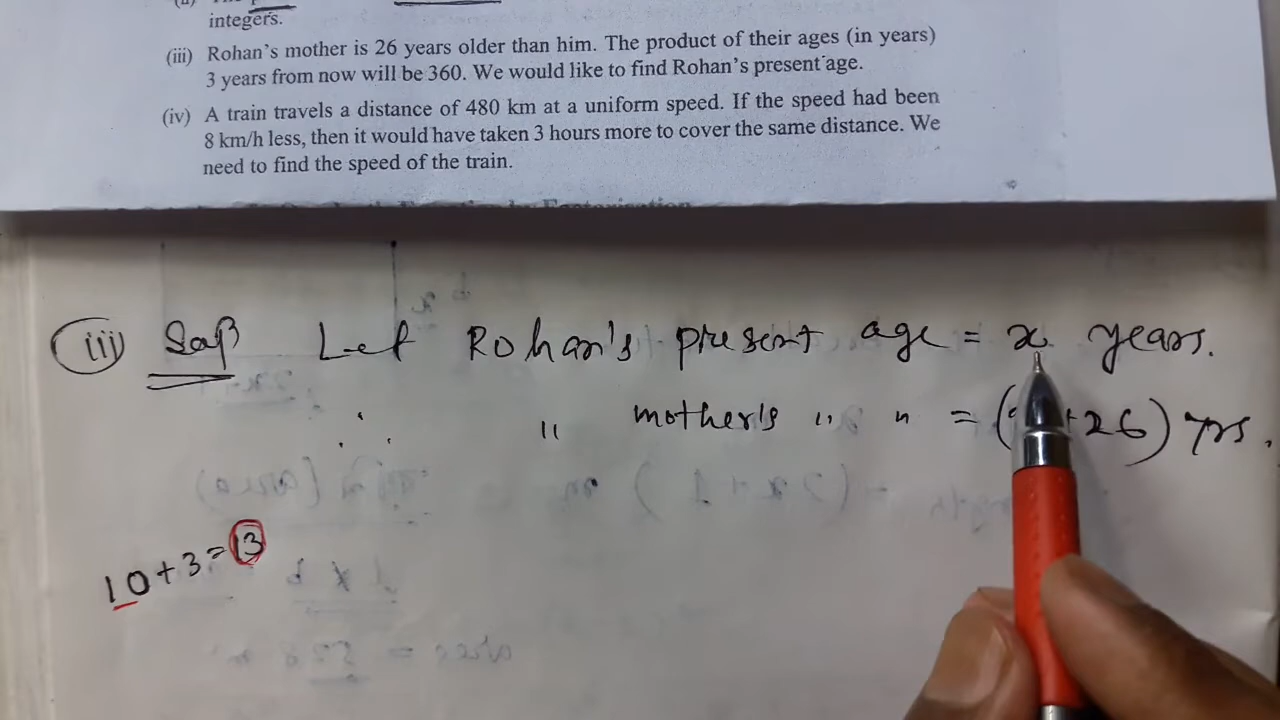 integers.
(iii) Rohan's mother is 26 years older than him. The product of their ages (in years)
3 years from now will be 360. We would like to find Rohan's present age.
(iv) A train travels a distance of 480 km at a uniform speed. If the speed had been
8 km/h less, then it would have taken 3 hours more to cover the same distance. We
need to find the speed of the train.
(iii) Let Rohan's present age = x years.
∴ " mother's " " = ( +26) yrs.
10+3=13